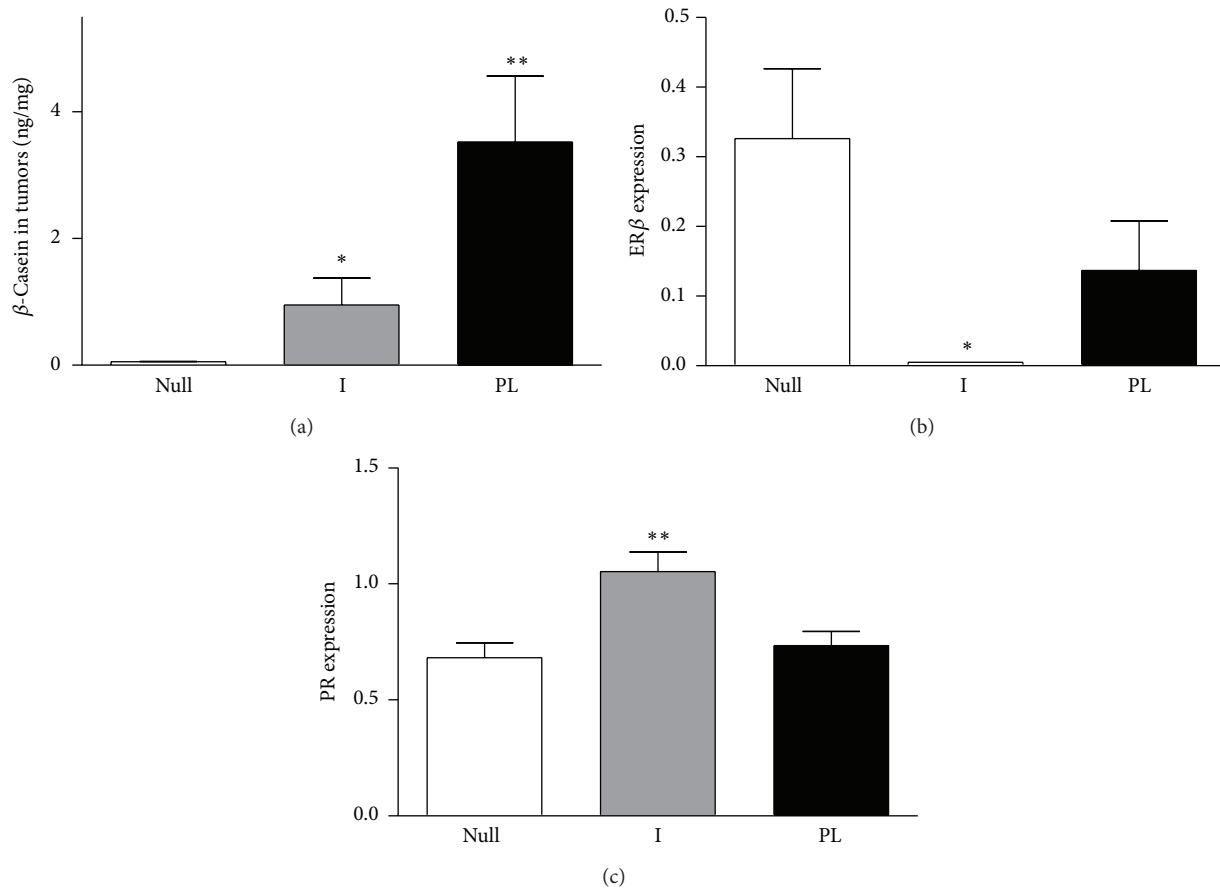 β-Casein in tumors (ng/mg)
4
2
0
*
**
Null I PL
(a)
ERβ expression
0.5
0.4
0.3
0.2
0.1
0.0
*
Null I PL
(b)
PR expression
1.5
1.0
0.5
0.0
**
Null I PL
(c)